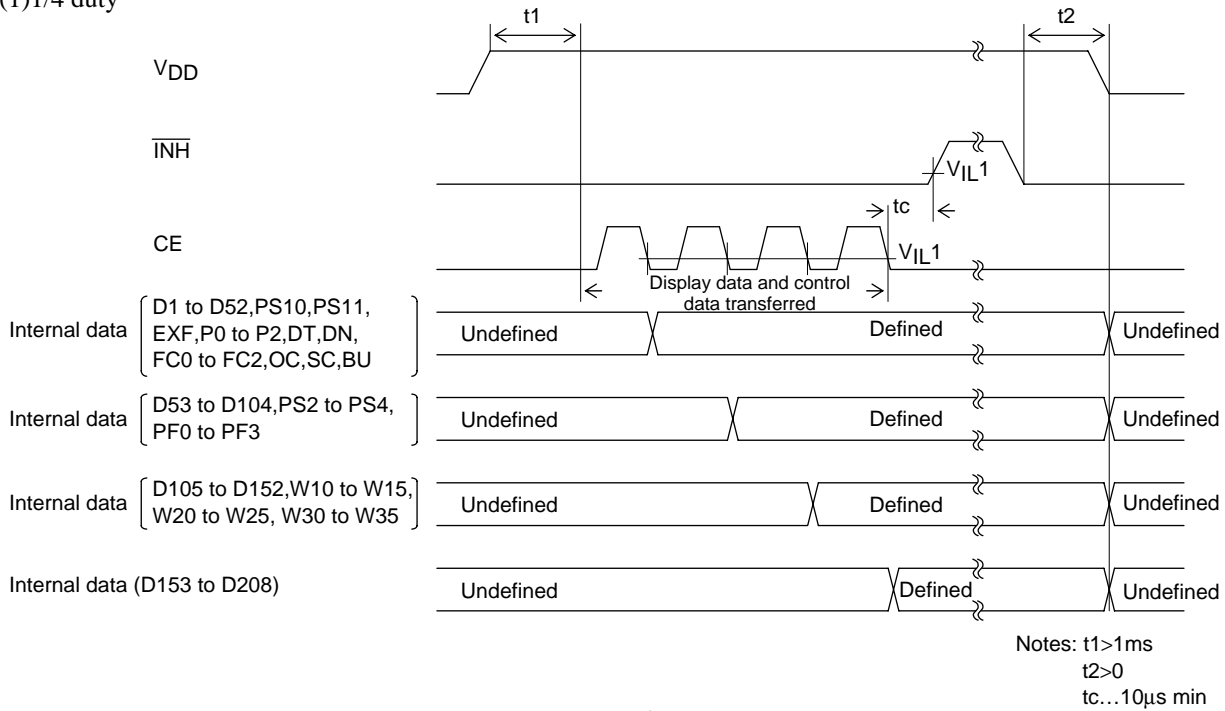 (1)1/4 duty
t1
t2
VDD
INH
VIL1
tc
CE
VIL1
Display data and control
data transferred
Internal data
D1 to D52,PS10,PS11,
EXF,P0 to P2,DT,DN,
FC0 to FC2,OC,SC,BU
Undefined
Defined
Undefined
Internal data
D53 to D104,PS2 to PS4,
PF0 to PF3
Undefined
Defined
Undefined
Internal data
D105 to D152,W10 to W15,
W20 to W25, W30 to W35
Undefined
Defined
Undefined
Internal data (D153 to D208)
Undefined
Defined
Undefined
Notes: t1>1ms
t2>0
tc…10μs min